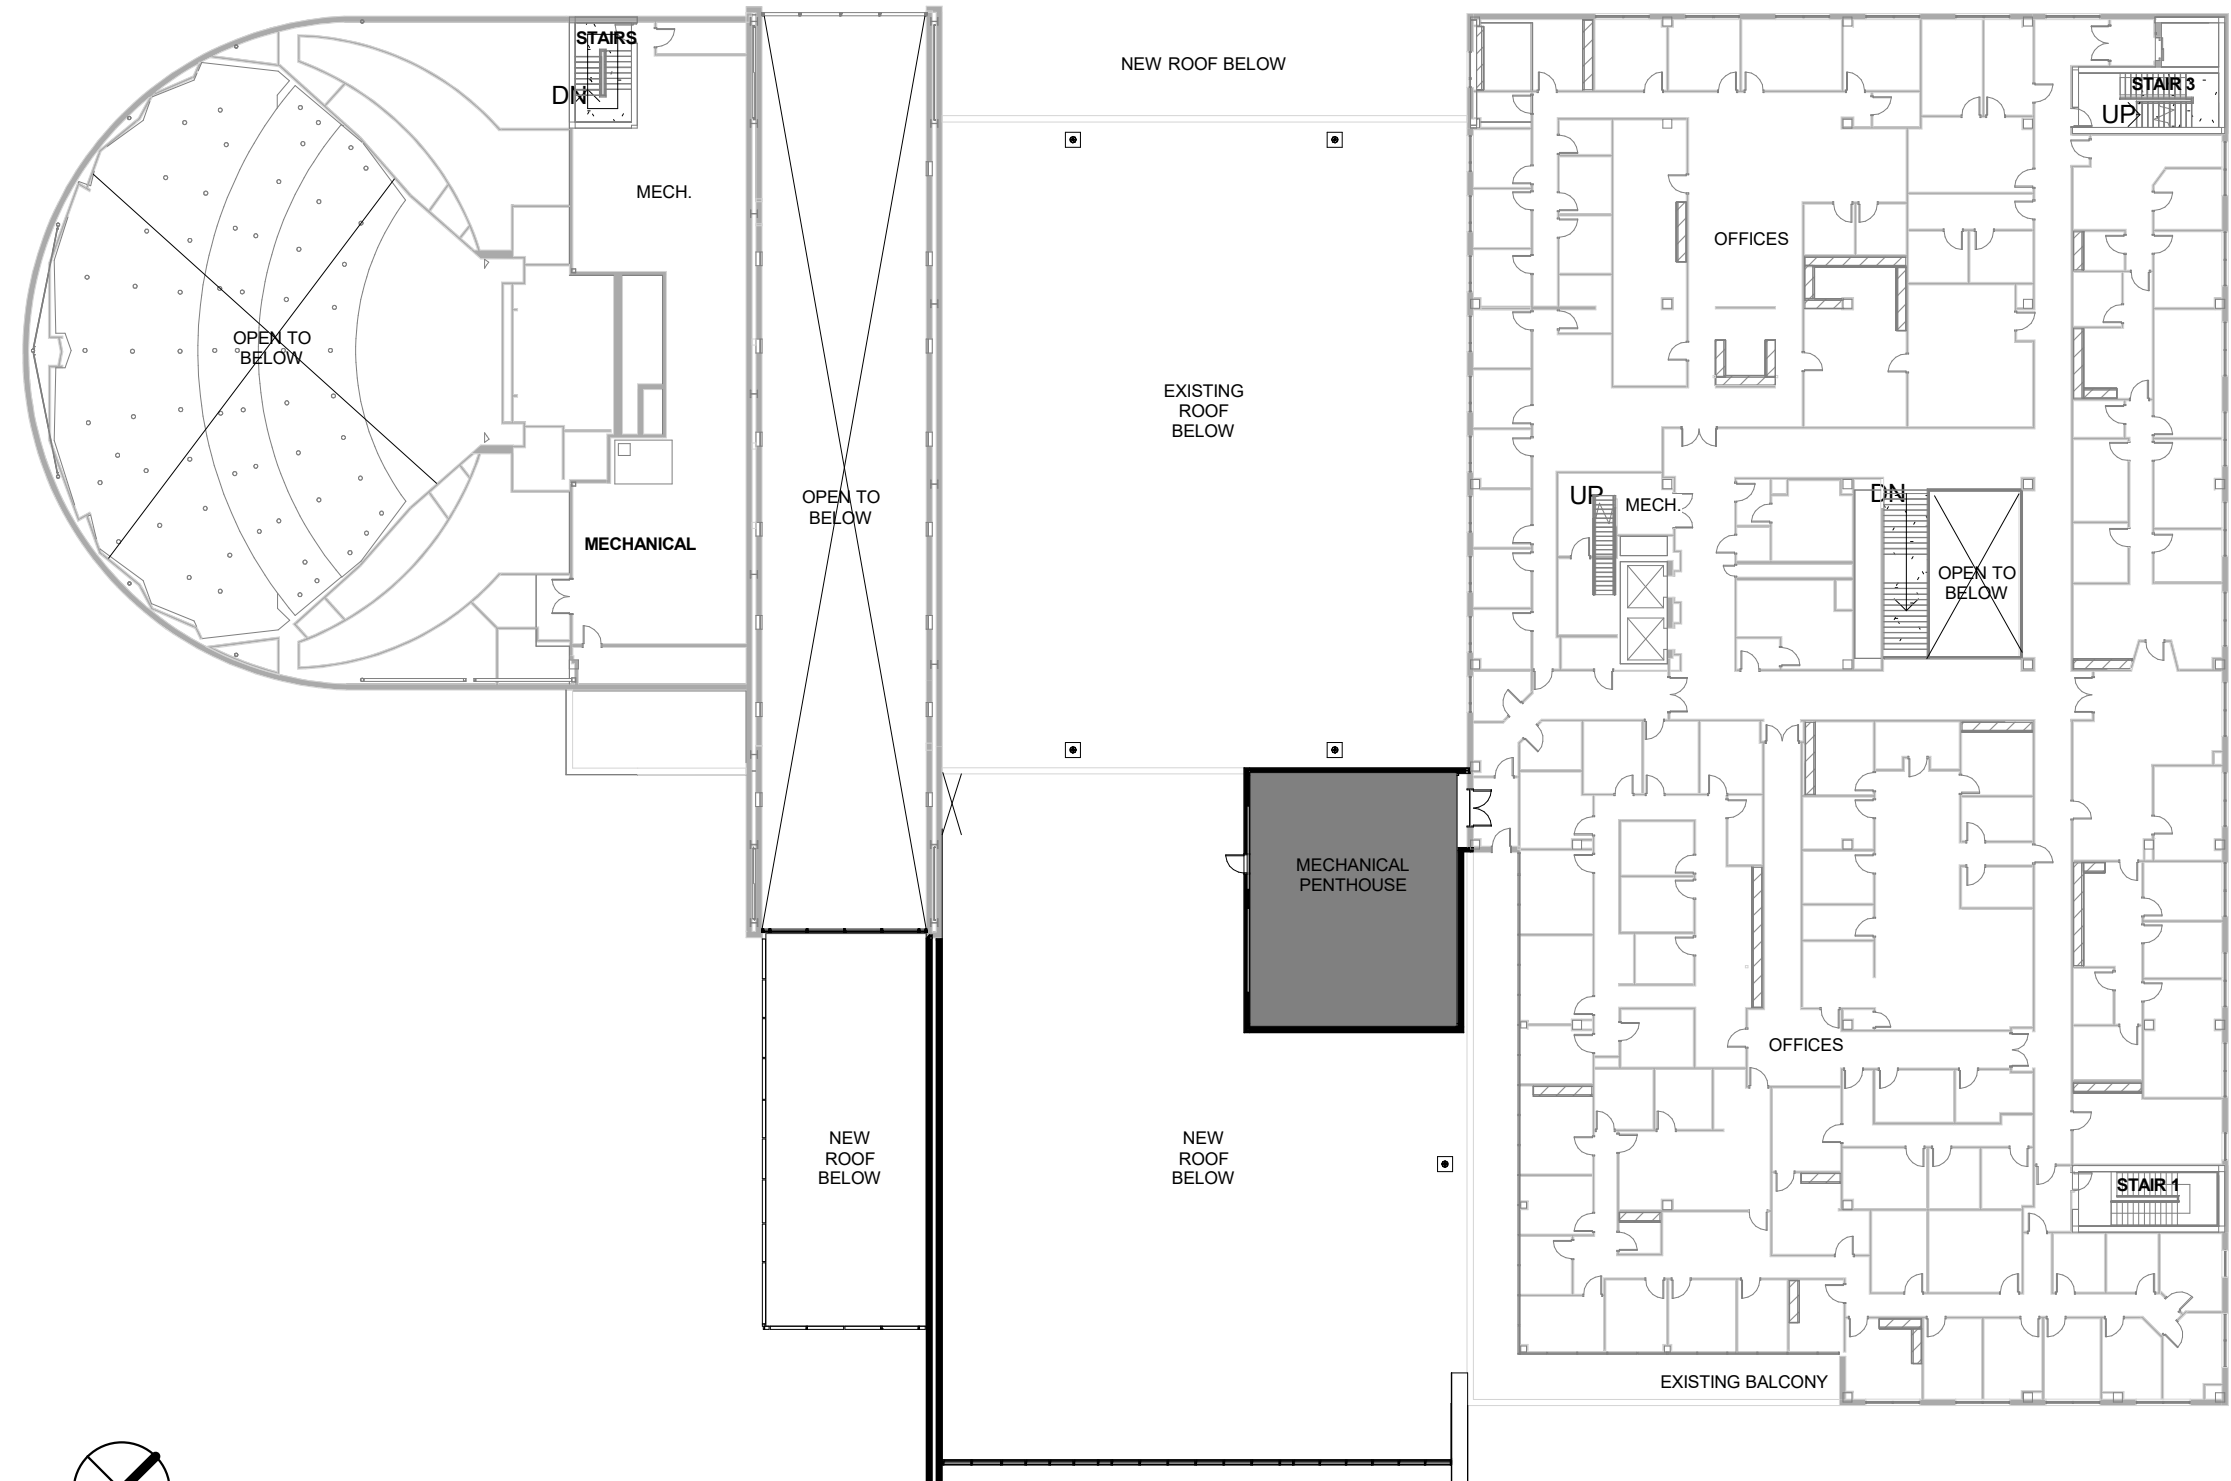 STAIRS
DN
MECH.
OPEN TO
BELOW
MECHANICAL
OPEN TO
BELOW
NEW ROOF BELOW
EXISTING
ROOF
BELOW
MECHANICAL
PENTHOUSE
NEW
ROOF
BELOW
NEW
ROOF
BELOW
STAIR 3
UP
OFFICES
UP
MECH.
DN
OPEN TO
BELOW
OFFICES
STAIR 1
EXISTING BALCONY